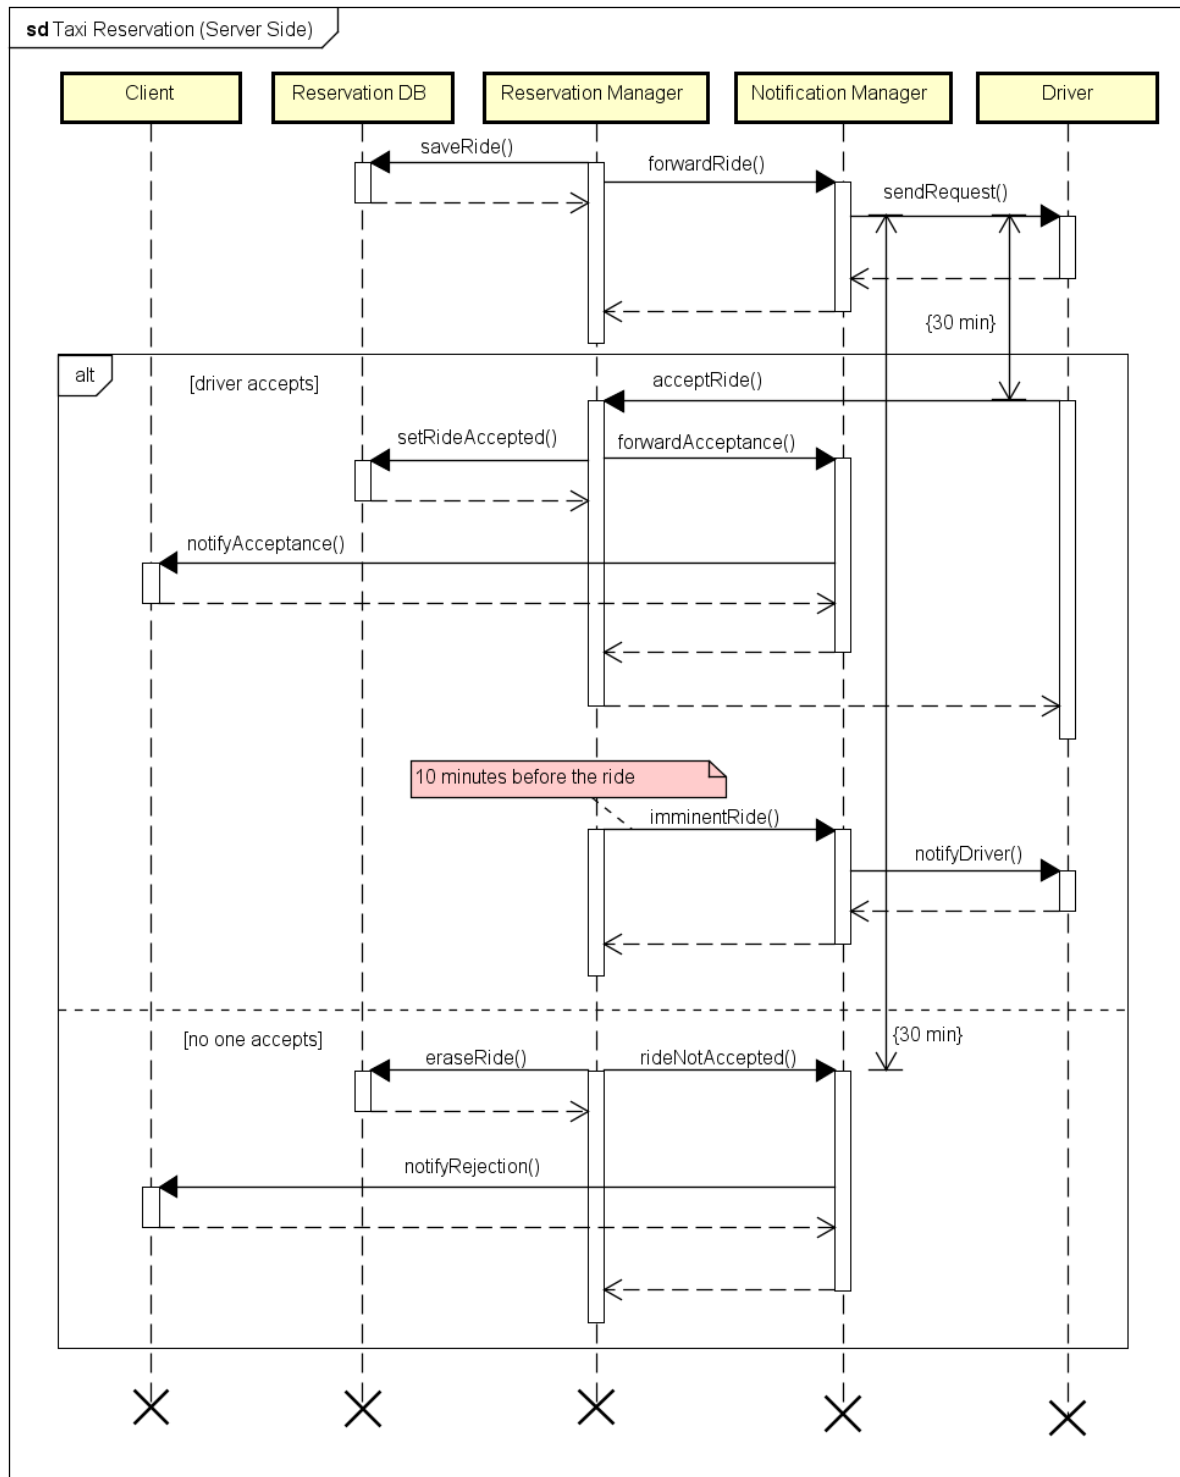 sd Taxi Reservation (Server Side)
Client
Reservation DB
Reservation Manager
Notification Manager
Driver
saveRide()
forwardRide()
sendRequest()
{30 min}
alt
[driver accepts]
acceptRide()
setRideAccepted()
forwardAcceptance()
notifyAcceptance()
10 minutes before the ride
imminentRide()
notifyDriver()
[no one accepts]
{30 min}
eraseRide()
rideNotAccepted()
notifyRejection()